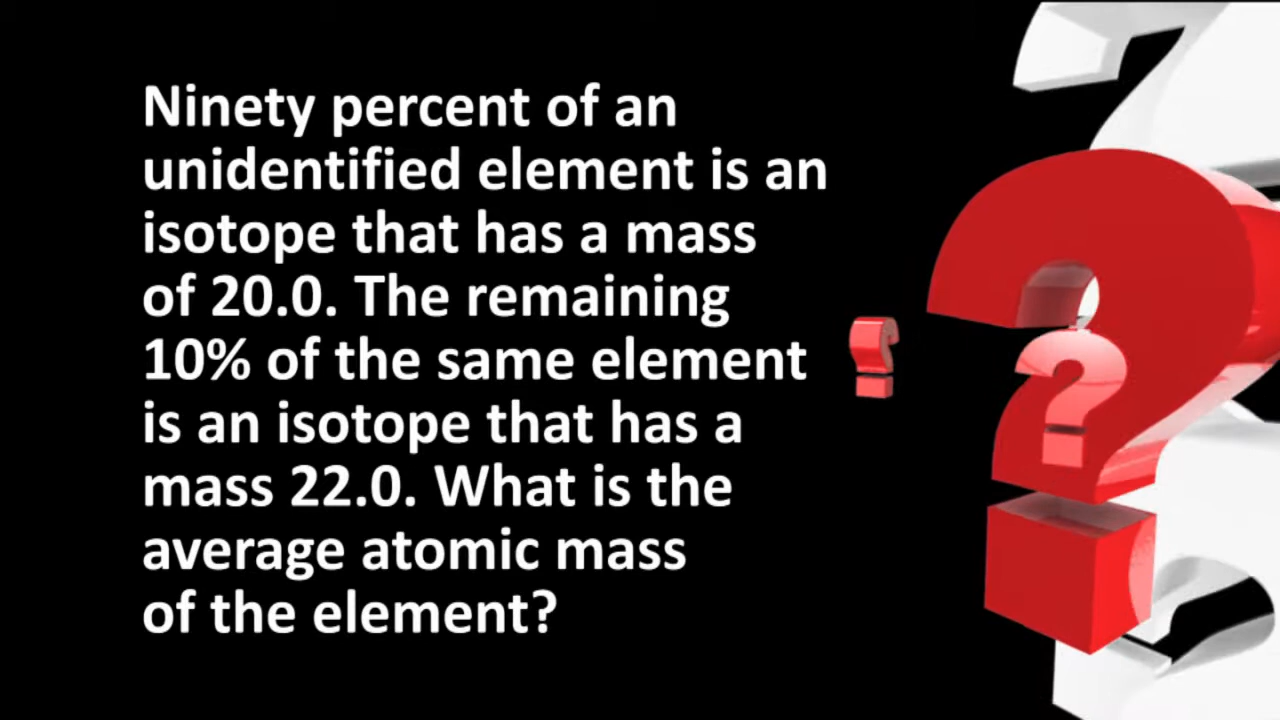 Ninety percent of an
unidentified element is an
isotope that has a mass
of 20.0. The remaining
10% of the same element
is an isotope that has a
mass 22.0. What is the
average atomic mass
of the element?